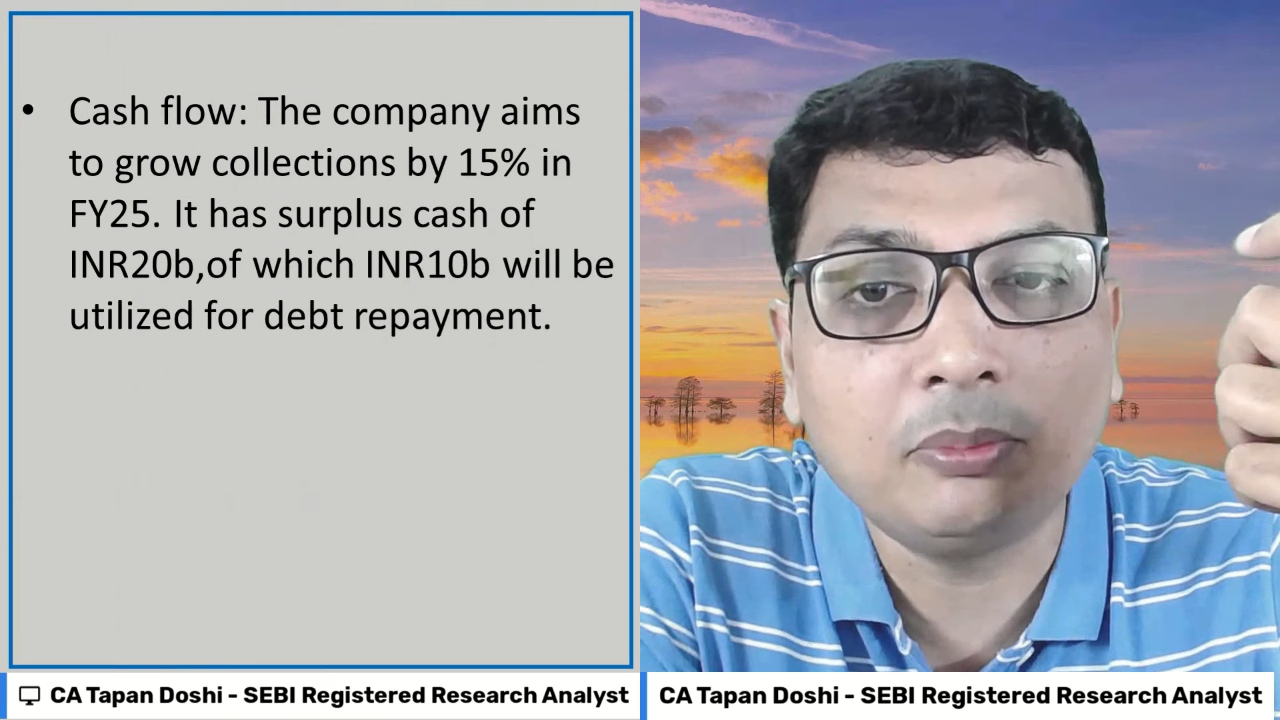 • Cash flow: The company aims
to grow collections by 15% in
FY25. It has surplus cash of
INR20b,of which INR10b will be
utilized for debt repayment.
CA Tapan Doshi - SEBI Registered Research Analyst
CA Tapan Doshi - SEBI Registered Research Analyst